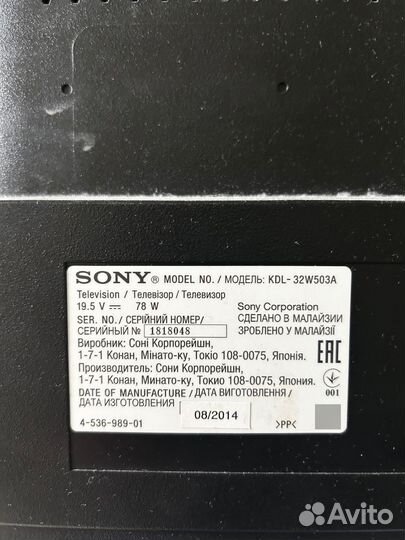 SONY® MODEL NO. / МОДЕЛЬ: KDL-32W503A
Television / Телевізор / Телевизор
19.5 V ⎓ 78 W
Sony Corporation
SER. NO. / СЕРІЙНИЙ НОМЕР/
СЕРИЙНЫЙ № 1818048
СДЕЛАНО В МАЛАЙЗИИ
ЗРОБЛЕНО У МАЛАЙЗІЇ
Виробник: Соні Корпорейшн,
1-7-1 Конан, Мінато-ку, Токіо 108-0075, Японія.
Производитель: Сони Корпорейшн,
1-7-1 Конан, Минато-ку, Токио 108-0075, Япония.
EAC
001
DATE OF MANUFACTURE / ДАТА ВИГОТОВЛЕННЯ /
ДАТА ИЗГОТОВЛЕНИЯ
08/2014
4-536-989-01
>PP<
Avito